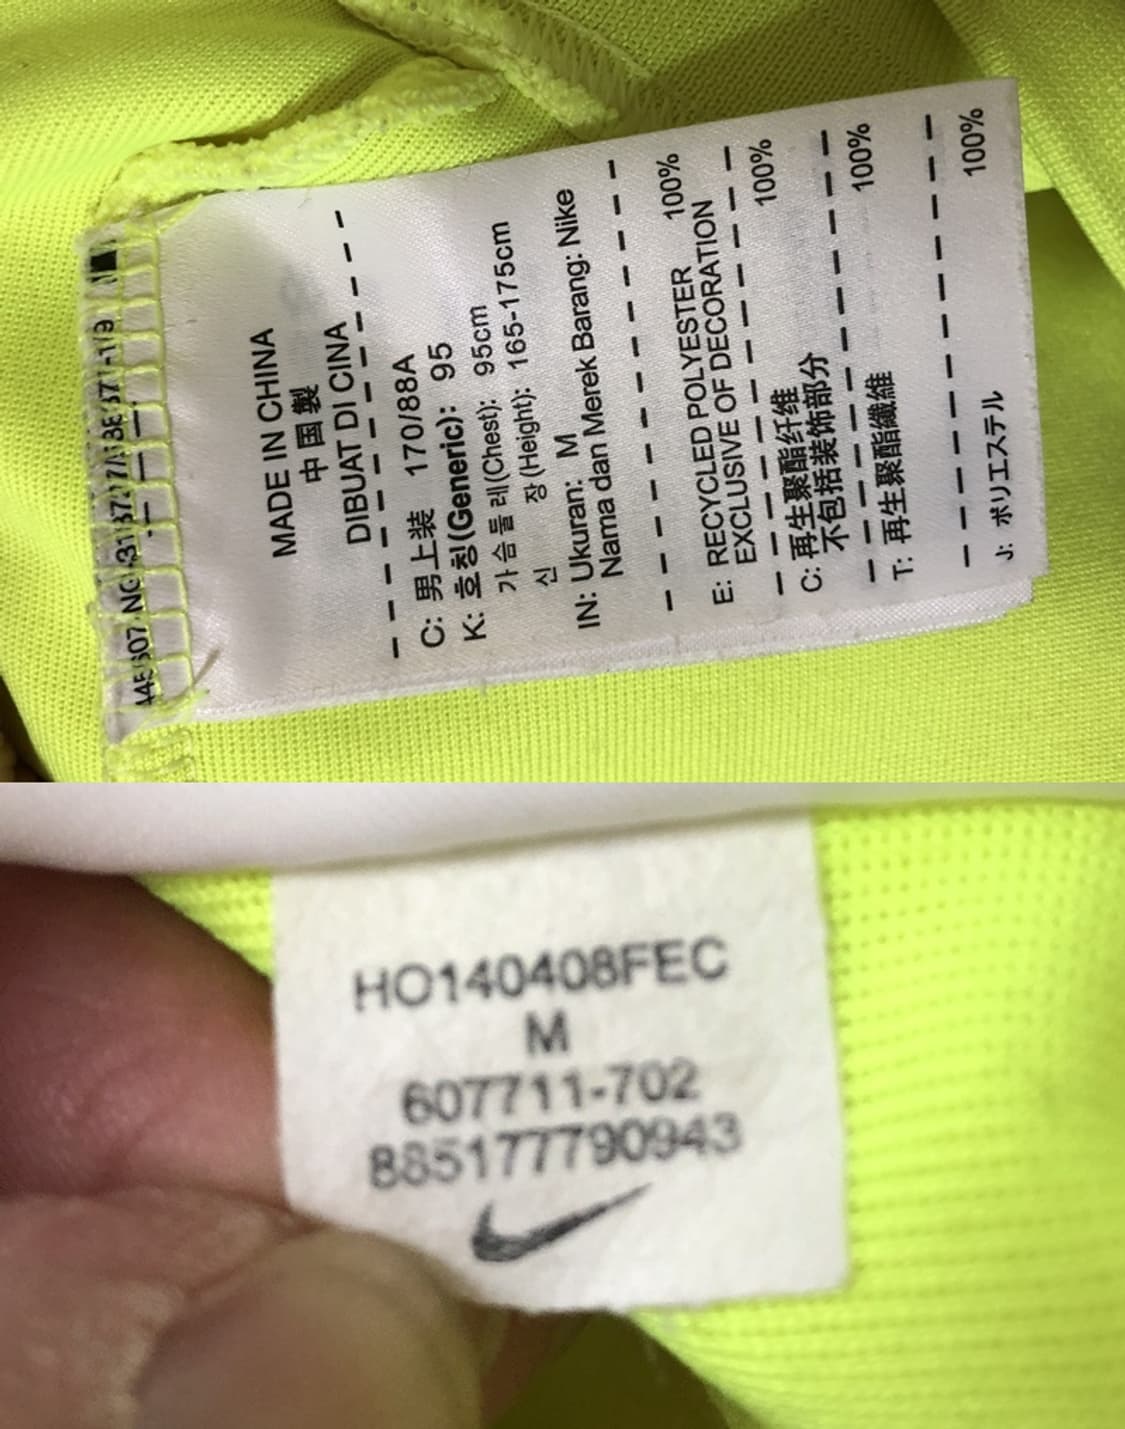 MADE IN CHINA
中国製
DIBUAT DI CINA
C: 男上装 170/88A
K: 호칭(Generic): 95
가슴둘레(Chest): 95cm
신장(Height): 165-175cm
IN: Ukuran: M
Nama dan Merek Barang: Nike
100%
E: RECYCLED POLYESTER
EXCLUSIVE OF DECORATION
100%
C: 再生聚酯纤维
不包括装饰部分
100%
T: 再生聚酯纖維
100%
J: ポリエステル
HO140408FEC
M
607711-702
885177790943